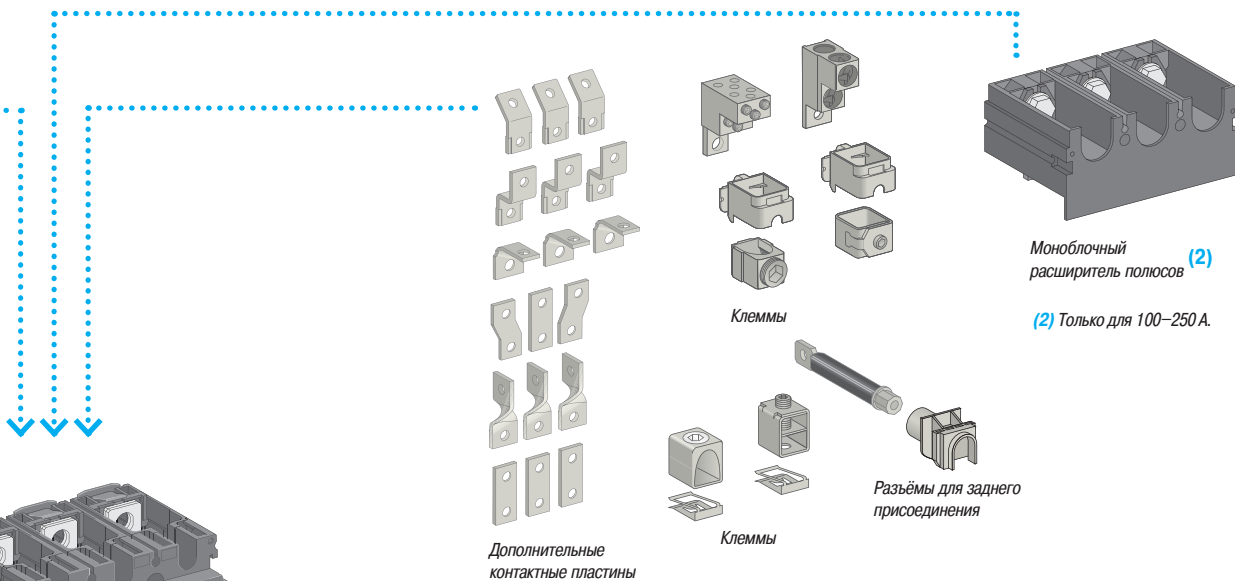 Моноблочный
расширитель полюсов (2)
(2) Только для 100–250 А.
Клеммы
Разъёмы для заднего
присоединения
Клеммы
Дополнительные
контактные пластины